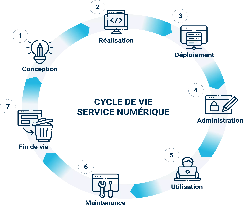 1
Conception
2
Réalisation
3
Déploiement
4
Administration
5
Utilisation
6
Maintenance
7
Fin de vie
CYCLE DE VIE
SERVICE NUMÉRIQUE